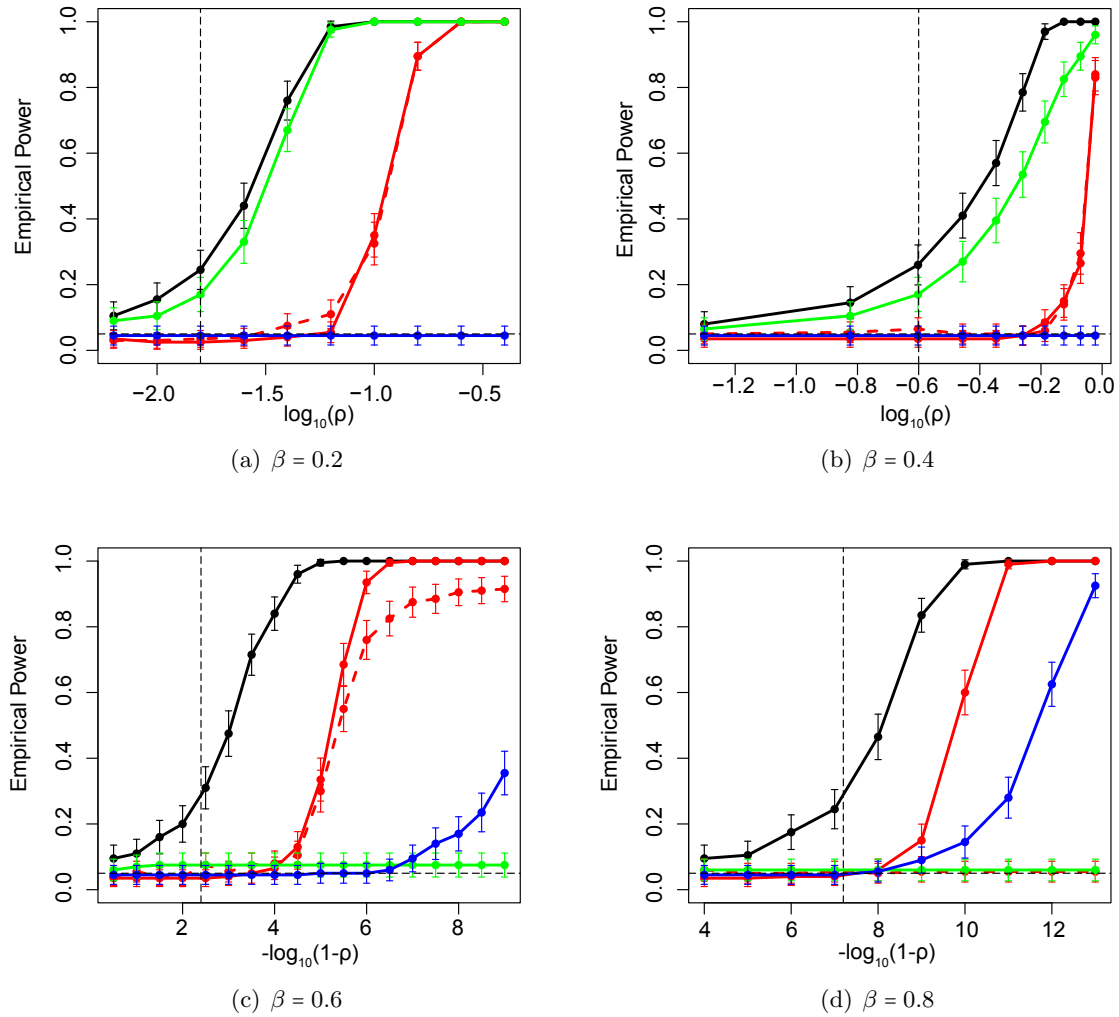 Empirical Power
0.0 0.2 0.4 0.6 0.8 1.0
−2.0 −1.5 −1.0 −0.5
log₁₀(ρ)
(a) β = 0.2
Empirical Power
0.0 0.2 0.4 0.6 0.8 1.0
−1.2 −1.0 −0.8 −0.6 −0.4 −0.2 0.0
log₁₀(ρ)
(b) β = 0.4
Empirical Power
0.0 0.2 0.4 0.6 0.8 1.0
2 4 6 8
-log₁₀(1-ρ)
(c) β = 0.6
Empirical Power
0.0 0.2 0.4 0.6 0.8 1.0
4 6 8 10 12
-log₁₀(1-ρ)
(d) β = 0.8